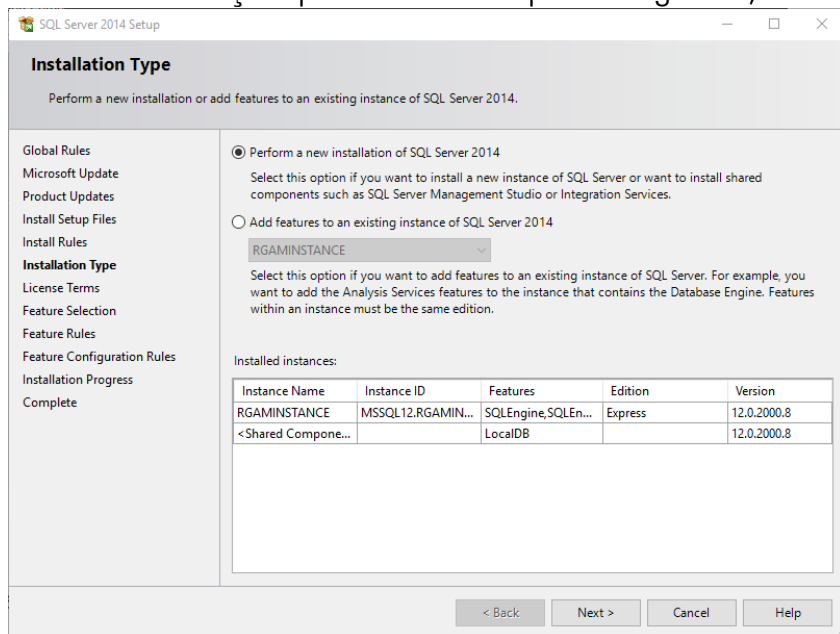 SQL Server 2014 Setup
Installation Type
Perform a new installation or add features to an existing instance of SQL Server 2014.
Global Rules
Microsoft Update
Product Updates
Install Setup Files
Install Rules
Installation Type
License Terms
Feature Selection
Feature Rules
Feature Configuration Rules
Installation Progress
Complete
Perform a new installation of SQL Server 2014
Select this option if you want to install a new instance of SQL Server or want to install shared
components such as SQL Server Management Studio or Integration Services.
Add features to an existing instance of SQL Server 2014
RGAMINSTANCE
Select this option if you want to add features to an existing instance of SQL Server. For example, you
want to add the Analysis Services features to the instance that contains the Database Engine. Features
within an instance must be the same edition.
Installed instances:
Instance Name Instance ID Features Edition Version
RGAMINSTANCE MSSQL12.RGAMIN... SQLEngine,SQLEn... Express 12.0.2000.8
<Shared Compone... LocalDB 12.0.2000.8
< Back Next > Cancel Help